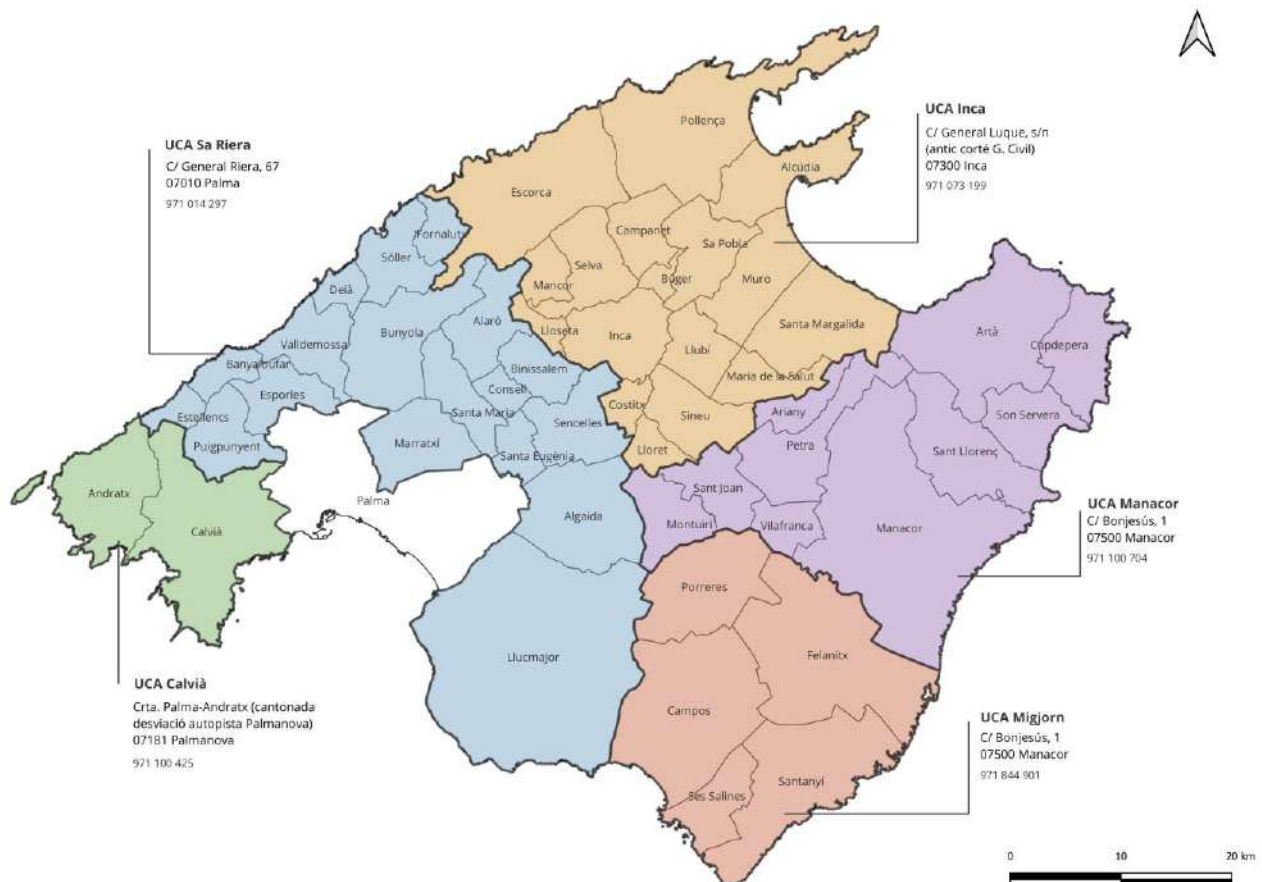 UCA Sa Riera
C/ General Riera, 67
07010 Palma
971 014 297
UCA Inca
C/ General Luque, s/n
(antic corté G. Civil)
07300 Inca
971 073 199
Pollença
Alcúdia
Escorca
Campanet
Sa Pobla
Fornalutx
Sóller
Selva
Búger
Muro
Mancor
Deià
Alaró
Bunyola
Lloseta
Inca
Llubí
Santa Margalida
Artà
Capdepera
Valldemossa
Banyalbufar
Binissalem
Maria de la Salut
Esporles
Consell
Costitx
Sineu
Ariany
Son Servera
Estellencs
Santa Maria
Sencelles
Puigpunyent
Marratxí
Santa Eugènia
Lloret
Petra
Sant Llorenç
Andratx
Palma
Sant Joan
Algaida
Montuïri
Vilafranca
Manacor
Calvià
UCA Manacor
C/ Bonjesús, 1
07500 Manacor
971 100 704
Porreres
Llucmajor
Felanitx
Campos
UCA Calvià
Crta. Palma-Andratx (cantonada
desviació autopista Palmanova)
07181 Palmanova
971 100 425
UCA Migjorn
C/ Bonjesús, 1
07500 Manacor
971 844 901
Santanyí
Ses Salines
0 10 20 km